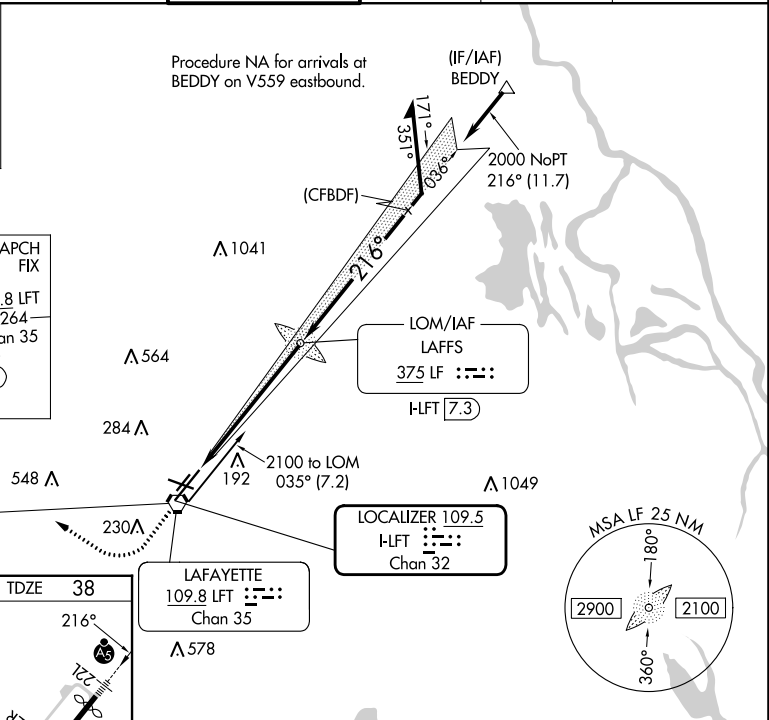 Procedure NA for arrivals at
BEDDY on V559 eastbound.
(IF/IAF)
BEDDY
171°
351°
036°
2000 NoPT
216° (11.7)
(CFBDF)
216°
1041
APCH
FIX
.8 LFT
264
an 35
LOM/IAF
LAFFS
375 LF
I-LFT 7.3
564
284
548
192
2100 to LOM
035° (7.2)
1049
230
LOCALIZER 109.5
I-LFT
Chan 32
LAFAYETTE
109.8 LFT
Chan 35
578
MSA LF 25 NM
180°
2900
2100
360°
TDZE 38
216°
A5
22L